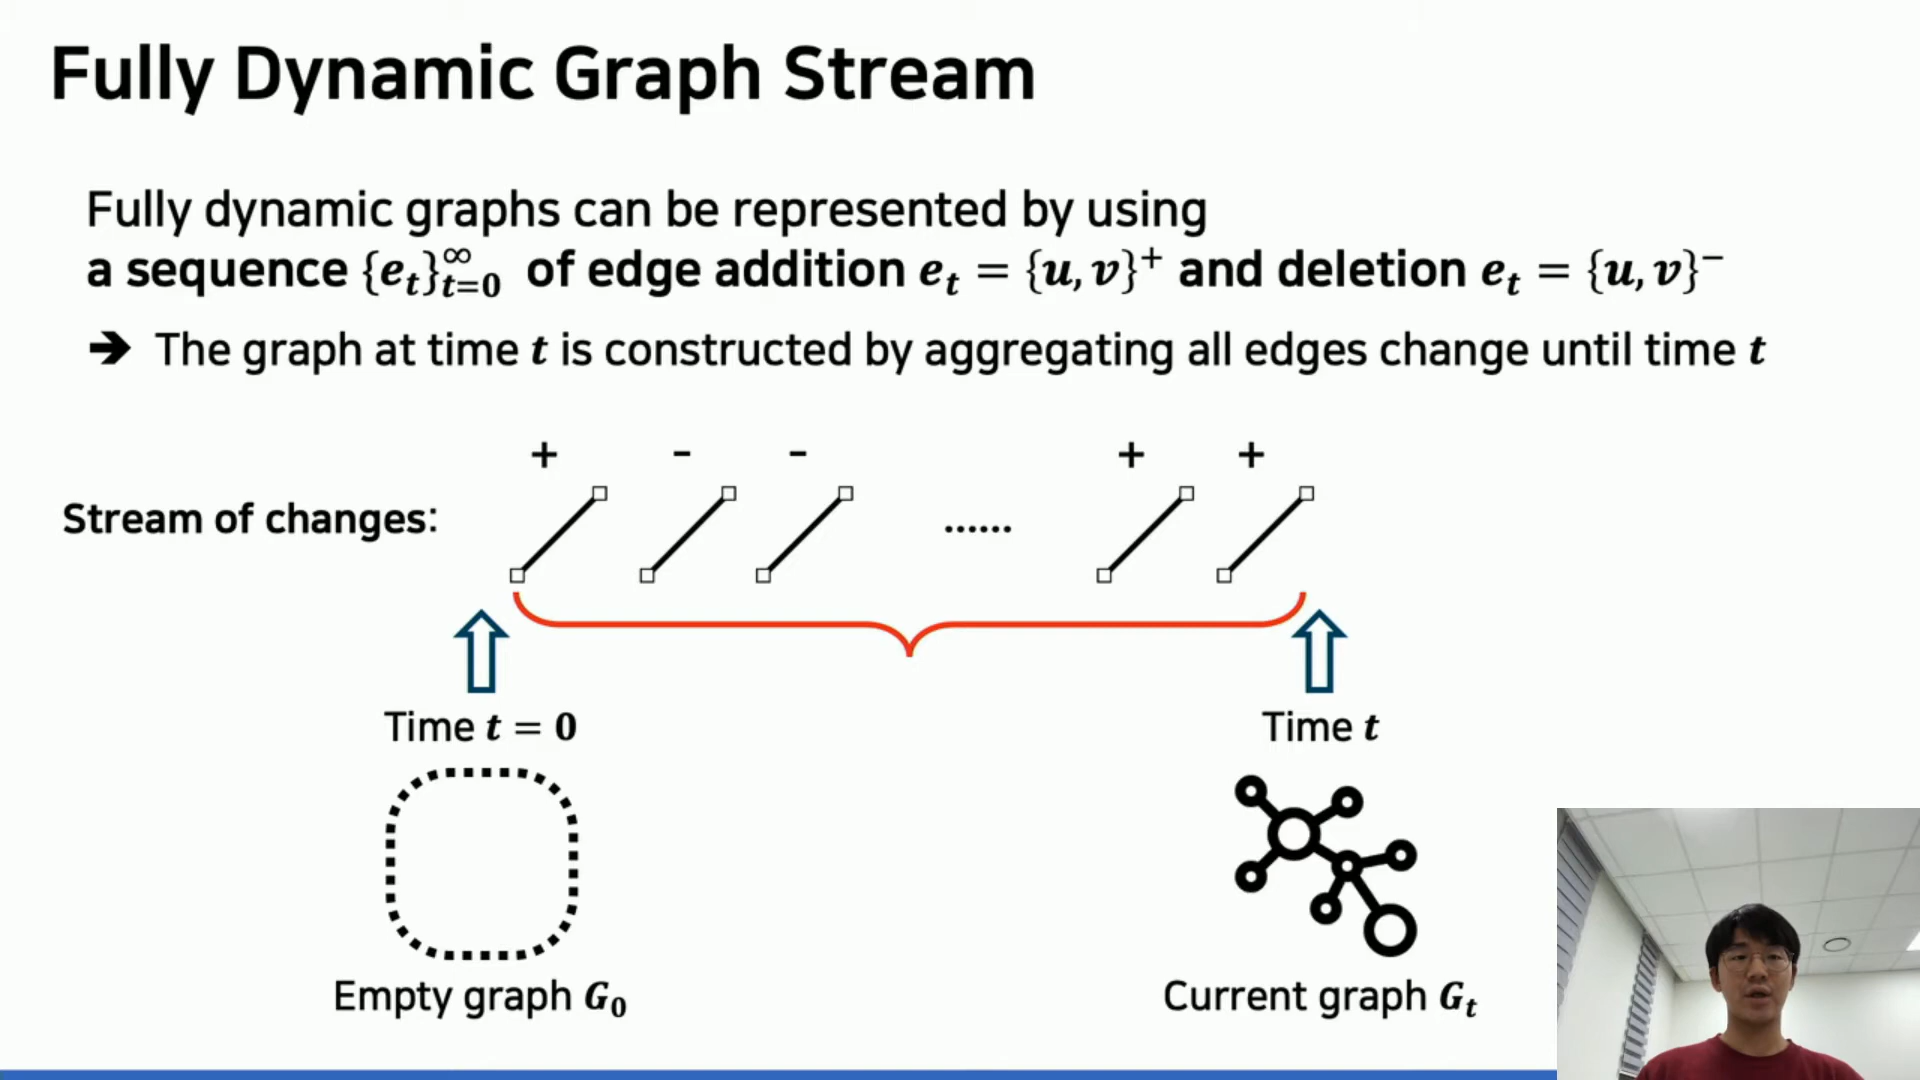 Fully Dynamic Graph Stream
Fully dynamic graphs can be represented by using
a sequence {e_t}_{t=0}^∞ of edge addition e_t = {u, v}^+ and deletion e_t = {u, v}^−
➔ The graph at time t is constructed by aggregating all edges change until time t
+ - - + +
Stream of changes: ......
Time t = 0 Time t
Empty graph G_0 Current graph G_t